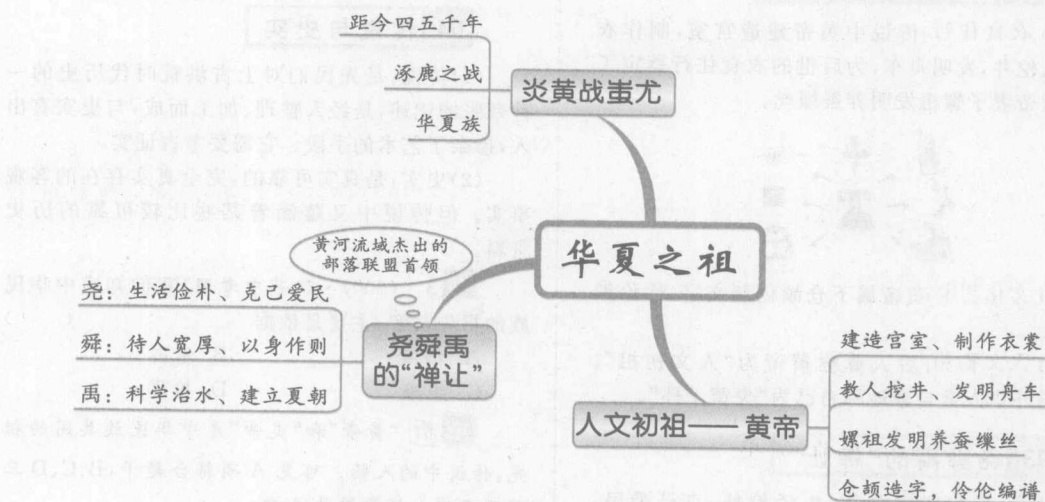 距今四五千年
涿鹿之战
华夏族
炎黄战蚩尤
黄河流域杰出的
部落联盟首领
华夏之祖
尧：生活俭朴、克己爱民
舜：待人宽厚、以身作则
禹：科学治水、建立夏朝
尧舜禹
的“禅让”
人文初祖——黄帝
建造宫室、制作衣裳
教人挖井、发明舟车
嫘祖发明养蚕缫丝
仓颉造字，伶伦编谱